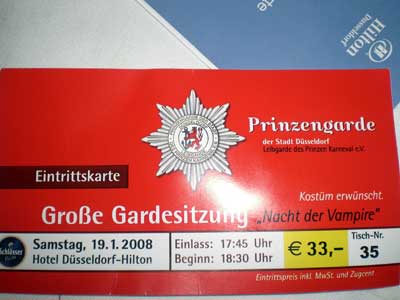 Hilton
Düsseldorf
Prinzengarde
der Stadt Düsseldorf
Leibgarde des Prinzen Karneval e.V.
Eintrittskarte
Kostüm erwünscht.
Große Gardesitzung „Nacht der Vampire"
Schlösser
Samstag, 19.1.2008
Hotel Düsseldorf-Hilton
Einlass: 17:45 Uhr
Beginn: 18:30 Uhr
€ 33,–
Tisch-Nr.
35
Eintrittspreis inkl. MwSt. und Zugcent